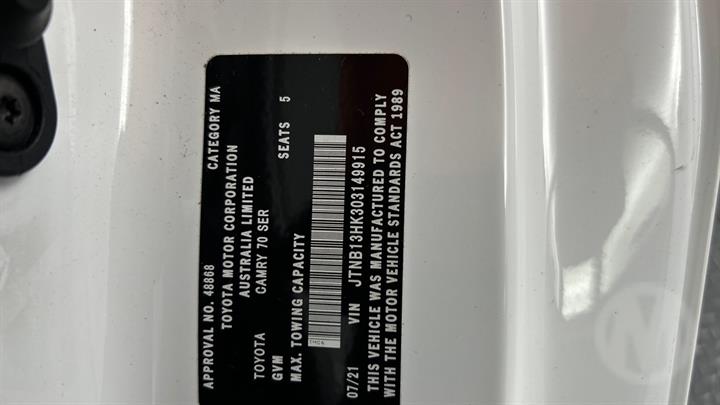 APPROVAL NO. 48868 CATEGORY MA
TOYOTA MOTOR CORPORATION
AUSTRALIA LIMITED
TOYOTA CAMRY 70 SER
GVM SEATS 5
MAX. TOWING CAPACITY
07/21 VIN JTNB13HK303149915
THIS VEHICLE WAS MANUFACTURED TO COMPLY
WITH THE MOTOR VEHICLE STANDARDS ACT 1989